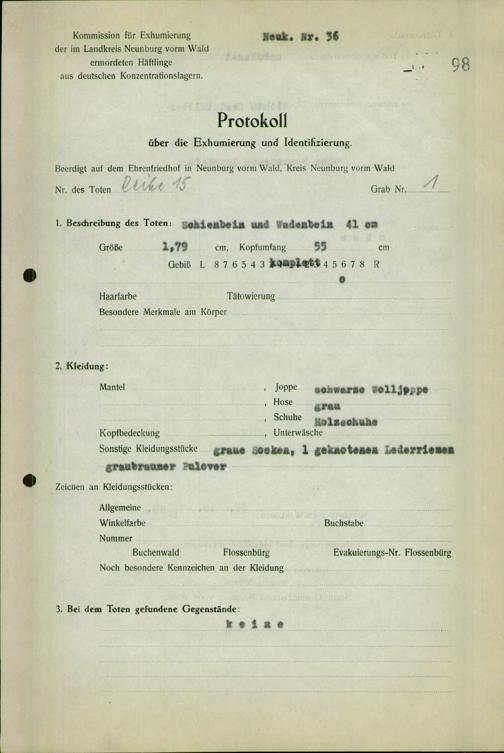 Kommission für Exhumierung
der im Landkreis Neunburg vorm Wald
ermordeten Häftlinge
aus deutschen Konzentrationslagern.
Neuk. Nr. 36
98
Protokoll
über die Exhumierung und Identifizierung.
Beerdigt auf dem Ehrenfriedhof in Neunburg vorm Wald, Kreis Neunburg vorm Wald
Nr. des Toten Reihe 15 Grab Nr. 1
1. Beschreibung des Toten: Schienbein und Wadenbein 41 cm
Größe 1,79 cm, Kopfumfang 55 cm
Gebiß L 8 7 6 5 4 3 komplett 4 5 6 7 8 R
o
Haarfarbe Tätowierung
Besondere Merkmale am Körper
2. Kleidung:
Mantel , Joppe schwarze Wolljoppe
, Hose grau
, Schuhe Holzschuhe
Kopfbedeckung , Unterwäsche
Sonstige Kleidungsstücke graue Socken, 1 geknotenen Lederriemen
graubrauner Pulover
Zeichen an Kleidungsstücken:
Allgemeine
Winkelfarbe Buchstabe
Nummer
Buchenwald Flossenbürg Evakuierungs-Nr. Flossenbürg
Noch besondere Kennzeichen an der Kleidung
3. Bei dem Toten gefundene Gegenstände:
k e i n e